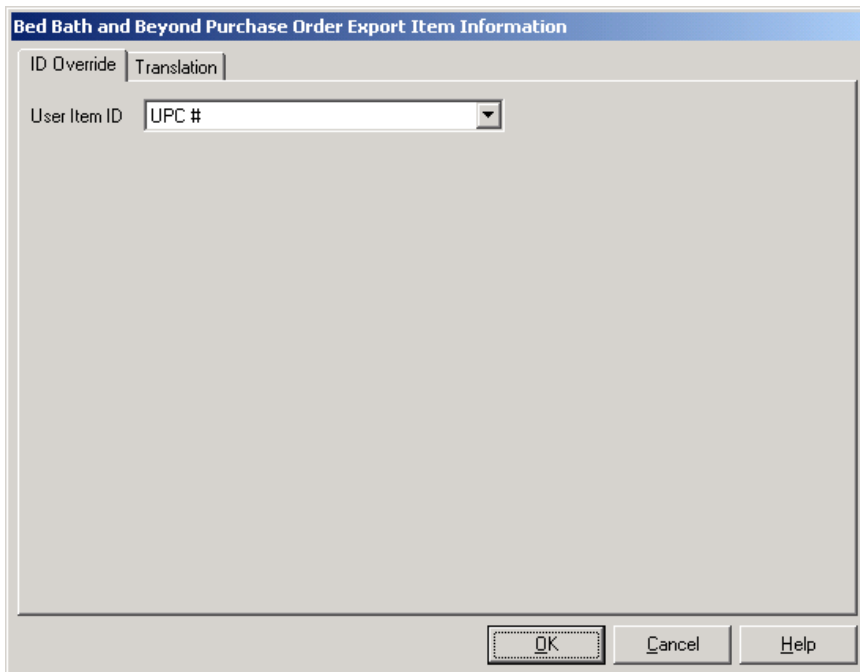 Bed Bath and Beyond Purchase Order Export Item Information
ID Override Translation
User Item ID UPC #
OK Cancel Help